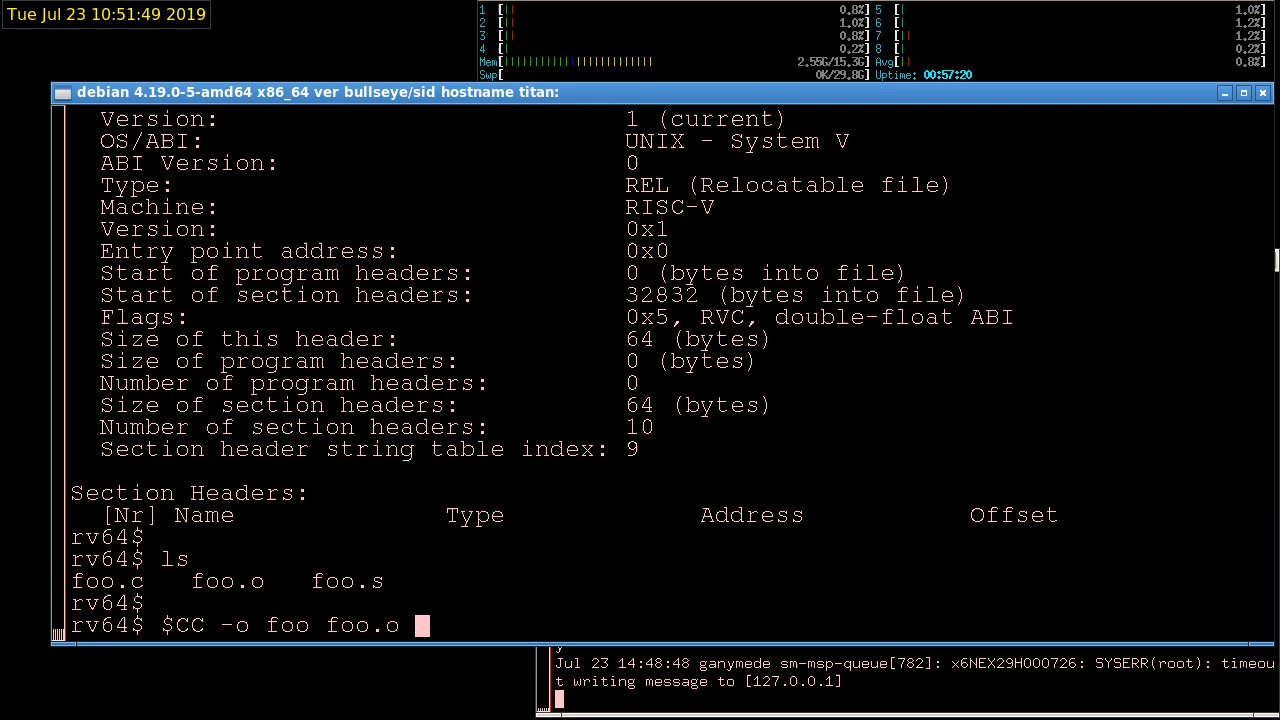 Tue Jul 23 10:51:49 2019
1 [|| 0.8%] 5 [| 1.0%]
2 [|| 1.0%] 6 [| 1.2%]
3 [|| 0.8%] 7 [|| 1.2%]
4 [| 0.2%] 8 [| 0.2%]
Mem[ 2.55G/15.3G] Avg[|| 0.8%]
Swp[ 0K/29.8G] Uptime: 00:57:20
debian 4.19.0-5-amd64 x86_64 ver bullseye/sid hostname titan:
Version: 1 (current)
OS/ABI: UNIX - System V
ABI Version: 0
Type: REL (Relocatable file)
Machine: RISC-V
Version: 0x1
Entry point address: 0x0
Start of program headers: 0 (bytes into file)
Start of section headers: 32832 (bytes into file)
Flags: 0x5, RVC, double-float ABI
Size of this header: 64 (bytes)
Size of program headers: 0 (bytes)
Number of program headers: 0
Size of section headers: 64 (bytes)
Number of section headers: 10
Section header string table index: 9
Section Headers:
[Nr] Name Type Address Offset
rv64$
rv64$ ls
foo.c foo.o foo.s
rv64$
rv64$ $CC -o foo foo.o
y
Jul 23 14:48:48 ganymede sm-msp-queue[782]: x6NEX29H000726: SYSERR(root): timeou
t writing message to [127.0.0.1]